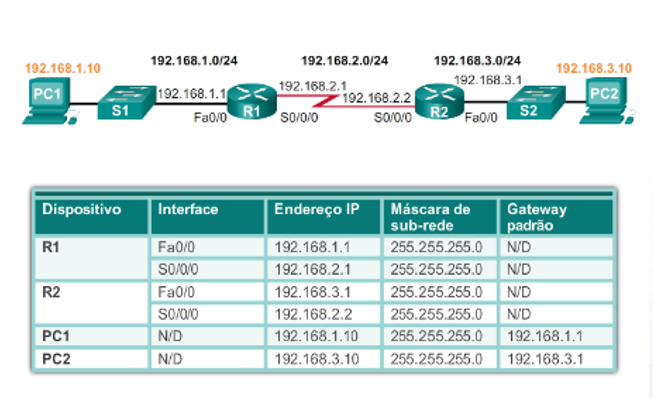 192.168.1.0/24 192.168.2.0/24 192.168.3.0/24
192.168.1.10 192.168.3.10
192.168.3.1
PC1 192.168.1.1 192.168.2.1 PC2
192.168.2.2
S1 R1 R2 S2
Fa0/0 S0/0/0 S0/0/0 Fa0/0
Dispositivo Interface Endereço IP Máscara de sub-rede Gateway padrão
R1 Fa0/0 192.168.1.1 255.255.255.0 N/D
S0/0/0 192.168.2.1 255.255.255.0 N/D
R2 Fa0/0 192.168.3.1 255.255.255.0 N/D
S0/0/0 192.168.2.2 255.255.255.0 N/D
PC1 N/D 192.168.1.10 255.255.255.0 192.168.1.1
PC2 N/D 192.168.3.10 255.255.255.0 192.168.3.1